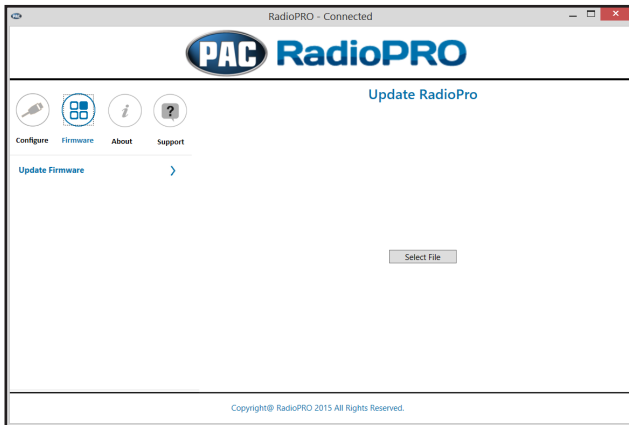 RadioPRO - Connected
PAC RadioPRO
Update RadioPro
Configure Firmware About Support
Update Firmware
Select File
Copyright@ RadioPRO 2015 All Rights Reserved.